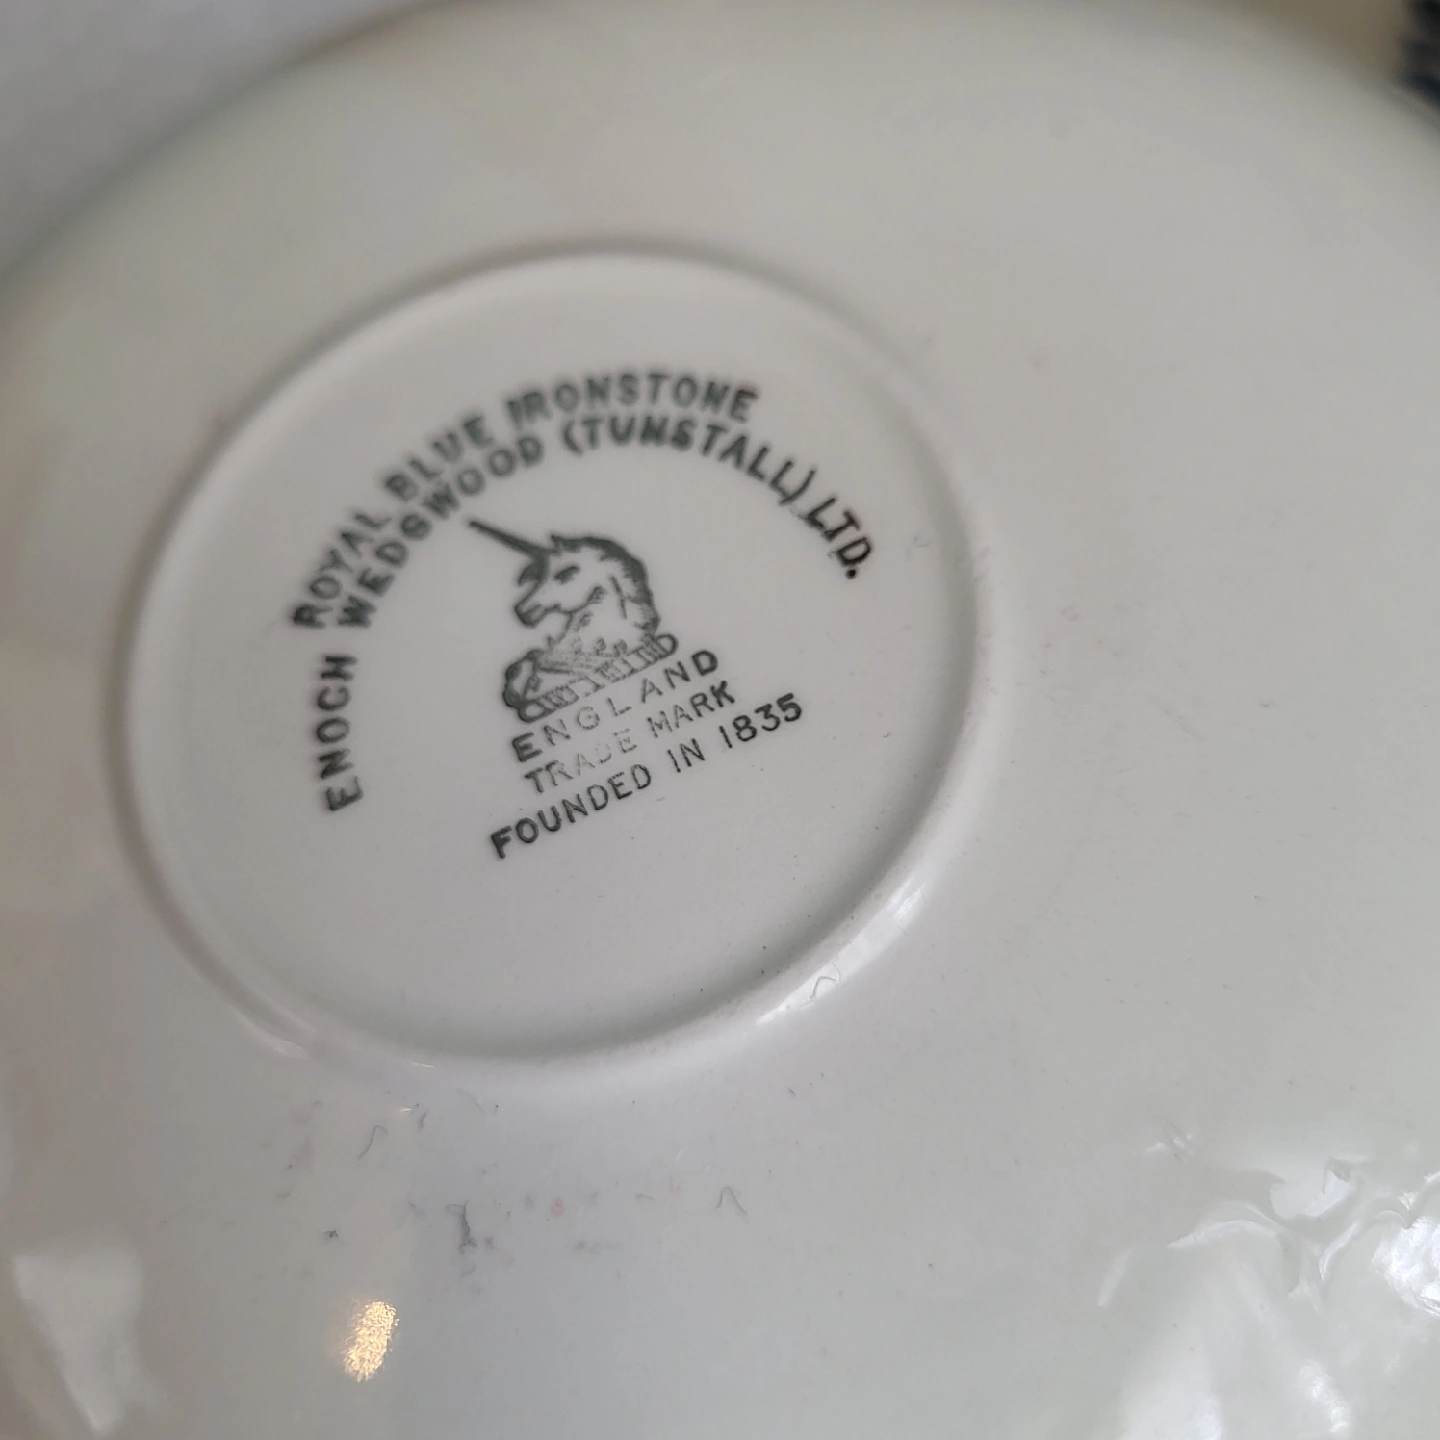 ROYAL BLUE IRONSTONE
ENOCH WEDGWOOD (TUNSTALL) LTD.
ENGLAND
TRADE MARK
FOUNDED IN 1835